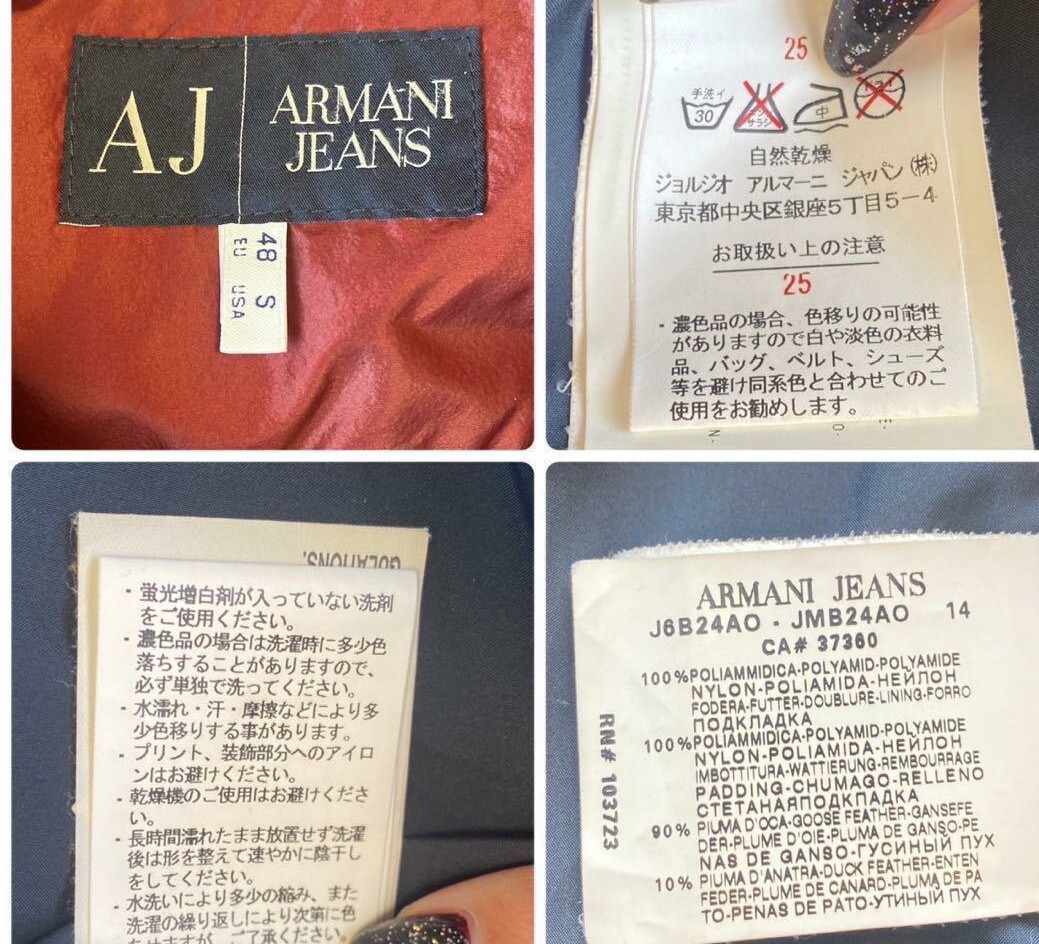 AJ
ARMANI
JEANS
48 S
EU USA
25
手洗イ
30
中
自然乾燥
ジョルジオ アルマーニ ジャパン(株)
東京都中央区銀座5丁目5-4
お取扱い上の注意
25
・濃色品の場合、色移りの可能性
がありますので白や淡色の衣料
品、バッグ、ベルト、シューズ
等を避け同系色と合わせてのご
使用をお勧めします。
GULATIONS.
・蛍光増白剤が入っていない洗剤
をご使用ください。
・濃色品の場合は洗濯時に多少色
落ちすることがありますので、
必ず単独で洗ってください。
・水濡れ・汗・摩擦などにより多
少色移りする事があります。
・プリント、装飾部分へのアイロ
ンはお避けください。
・乾燥機のご使用はお避けくださ
い。
・長時間濡れたまま放置せず洗濯
後は形を整えて速やかに陰干し
をしてください。
・水洗いにより多少の縮み、また
洗濯の繰り返しにより次第に色
ARMANI JEANS
J6B24AO · JMB24AO 14
CA# 37360
100%POLIAMMIDICA-POLYAMID-POLYAMIDE
NYLON-POLIAMIDA-НЕЙЛОН
FODERA-FUTTER-DOUBLURE-LINING-FORRO
ПОДКЛАДКА
100%POLIAMMIDICA-POLYAMID-POLYAMIDE
NYLON-POLIAMIDA-НЕЙЛОН
IMBOTTITURA-WATTIERUNG-REMBOURRAGE
PADDING-CHUMAGO-RELLENO
СТЕГАНАЯПОДКЛАДКА
90% PIUMA D'OCA-GOOSE FEATHER-GANSEFE
DER-PLUME D'OIE-PLUMA DE GANSO-PE
NAS DE GANSO-ГУСИНЫЙ ПУХ
10% PIUMA D'ANATRA-DUCK FEATHER-ENTEN
FEDER-PLUME DE CANARD-PLUMA DE PA
TO-PENAS DE PATO-УТИНЫЙ ПУХ
RN# 103723